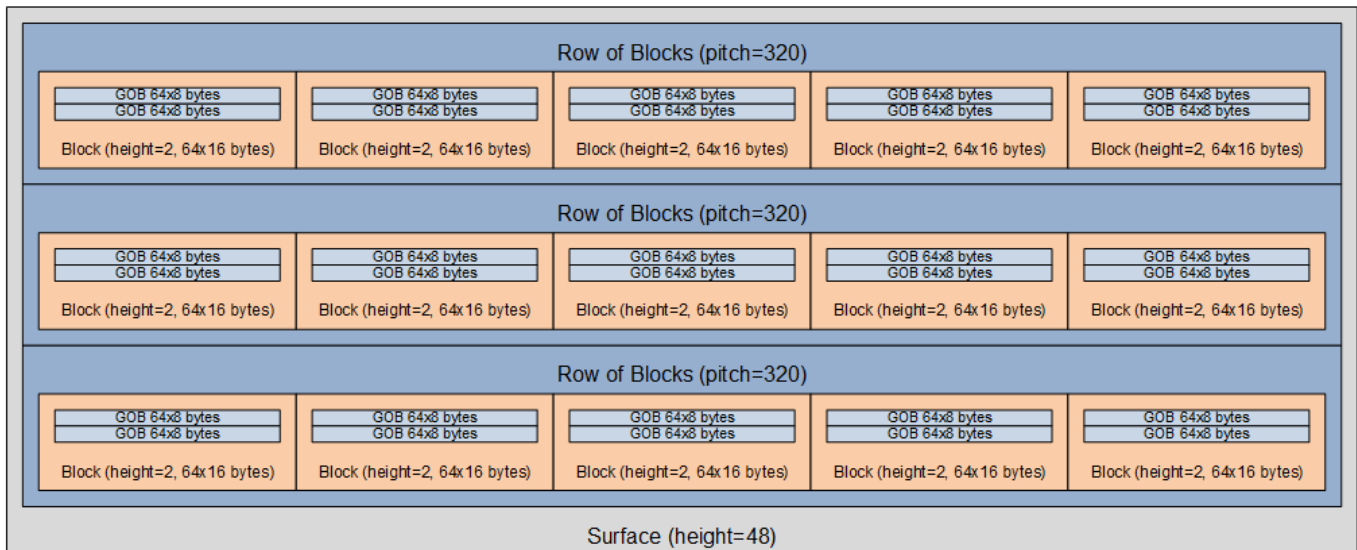 Row of Blocks (pitch=320)
GOB 64x8 bytes GOB 64x8 bytes GOB 64x8 bytes GOB 64x8 bytes GOB 64x8 bytes
GOB 64x8 bytes GOB 64x8 bytes GOB 64x8 bytes GOB 64x8 bytes GOB 64x8 bytes
Block (height=2, 64x16 bytes) Block (height=2, 64x16 bytes) Block (height=2, 64x16 bytes) Block (height=2, 64x16 bytes) Block (height=2, 64x16 bytes)
Row of Blocks (pitch=320)
GOB 64x8 bytes GOB 64x8 bytes GOB 64x8 bytes GOB 64x8 bytes GOB 64x8 bytes
GOB 64x8 bytes GOB 64x8 bytes GOB 64x8 bytes GOB 64x8 bytes GOB 64x8 bytes
Block (height=2, 64x16 bytes) Block (height=2, 64x16 bytes) Block (height=2, 64x16 bytes) Block (height=2, 64x16 bytes) Block (height=2, 64x16 bytes)
Row of Blocks (pitch=320)
GOB 64x8 bytes GOB 64x8 bytes GOB 64x8 bytes GOB 64x8 bytes GOB 64x8 bytes
GOB 64x8 bytes GOB 64x8 bytes GOB 64x8 bytes GOB 64x8 bytes GOB 64x8 bytes
Block (height=2, 64x16 bytes) Block (height=2, 64x16 bytes) Block (height=2, 64x16 bytes) Block (height=2, 64x16 bytes) Block (height=2, 64x16 bytes)
Surface (height=48)